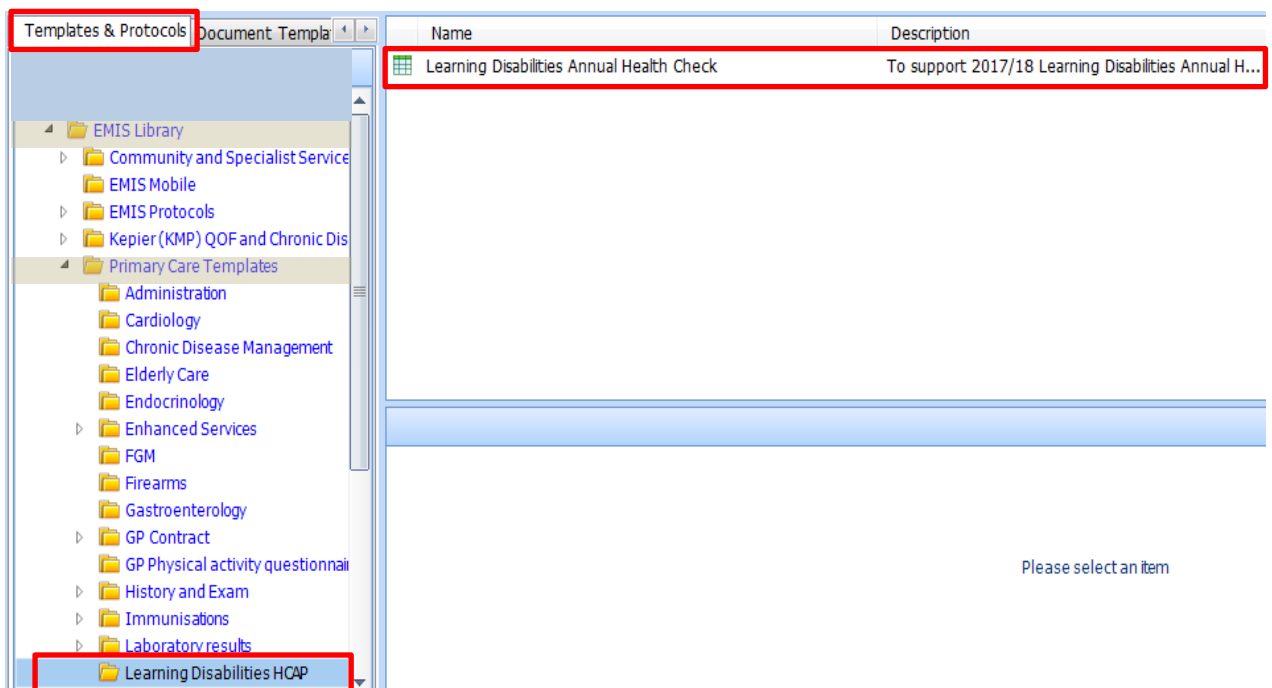 Templates & Protocols Document Templa
Name Description
Learning Disabilities Annual Health Check To support 2017/18 Learning Disabilities Annual H...
EMIS Library
Community and Specialist Service
EMIS Mobile
EMIS Protocols
Kepier (KMP) QOF and Chronic Dis
Primary Care Templates
Administration
Cardiology
Chronic Disease Management
Elderly Care
Endocrinology
Enhanced Services
FGM
Firearms
Gastroenterology
GP Contract
GP Physical activity questionnai
History and Exam
Immunisations
Laboratory results
Learning Disabilities HCAP
Please select an item